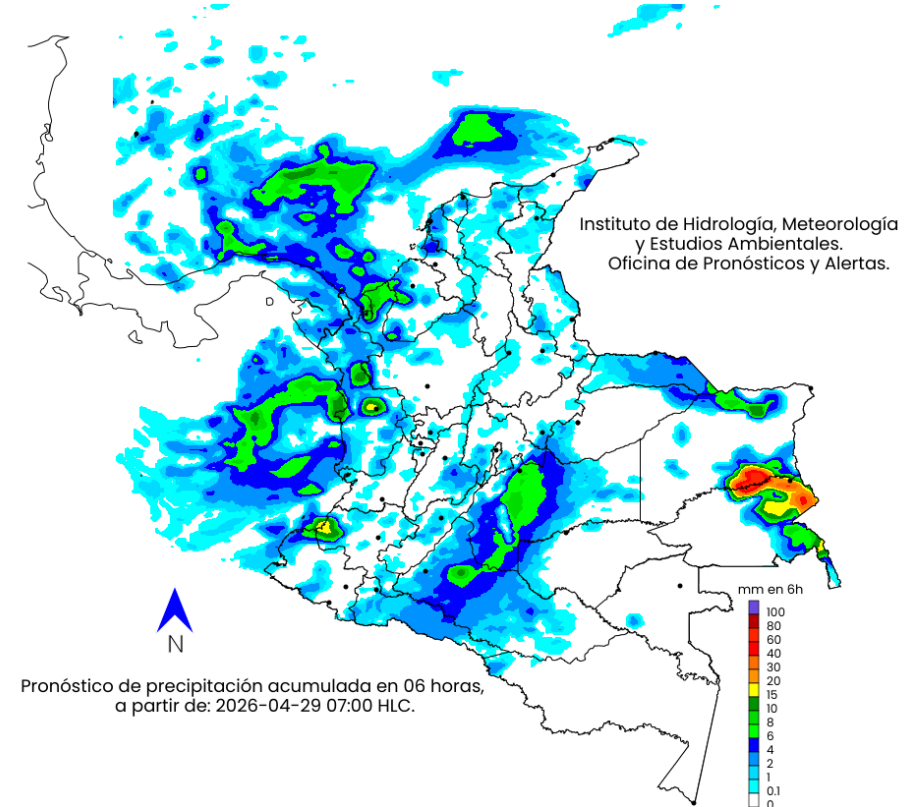 Instituto de Hidrología, Meteorología
y Estudios Ambientales.
Oficina de Pronósticos y Alertas.
mm en 6h
100
80
60
40
30
20
15
10
8
6
4
2
1
0.1
0
N
Pronóstico de precipitación acumulada en 06 horas,
a partir de: 2026-04-29 07:00 HLC.